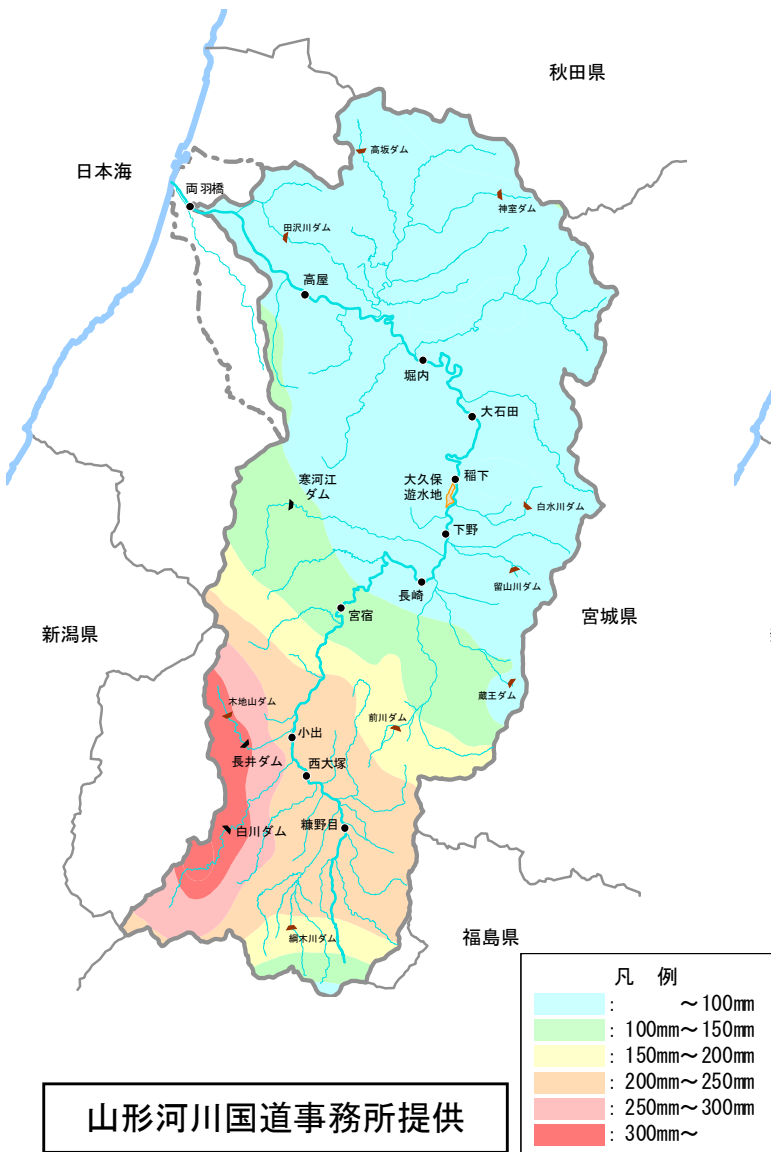 秋田県
日本海
高坂ダム
両羽橋
神室ダム
田沢川ダム
高屋
堀内
大石田
寒河江
ダム
大久保
遊水地
稲下
白水川ダム
下野
留山川ダム
長崎
宮宿
宮城県
新潟県
蔵王ダム
木地山ダム
前川ダム
小出
長井ダム
西大塚
白川ダム
糠野目
綱木川ダム
福島県
凡 例
: ～100mm
: 100mm～150mm
: 150mm～200mm
: 200mm～250mm
: 250mm～300mm
: 300mm～
山形河川国道事務所提供